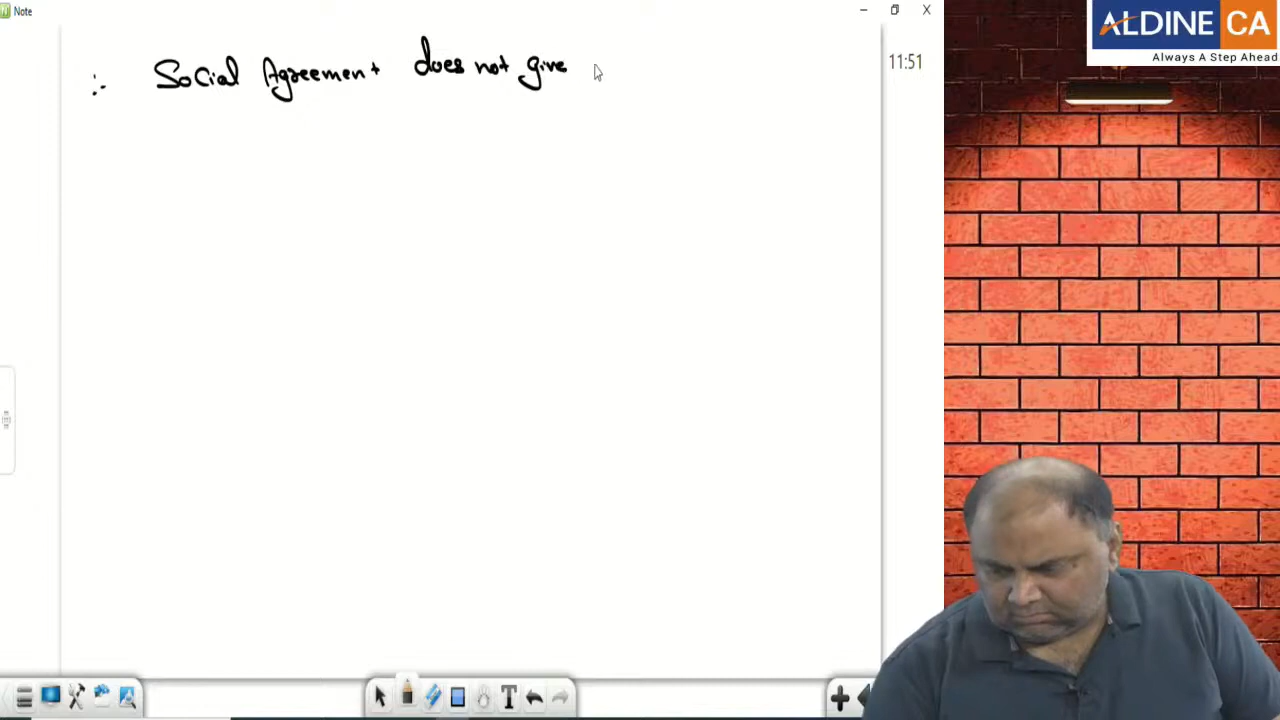 Note
ALDINE CA
Always A Step Ahead
11:51
∴ Social Agreement does not give